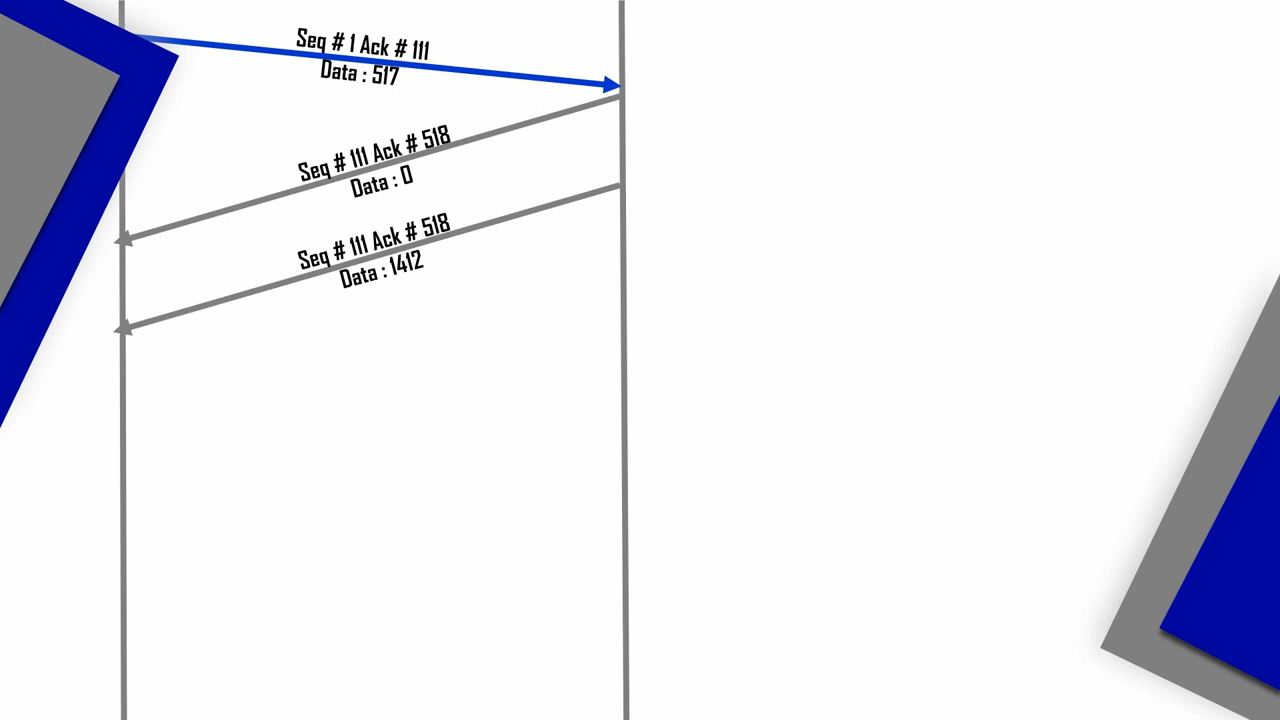 Seq # 1 Ack # 111
Data : 517
Seq # 111 Ack # 518
Data : 0
Seq # 111 Ack # 518
Data : 1412